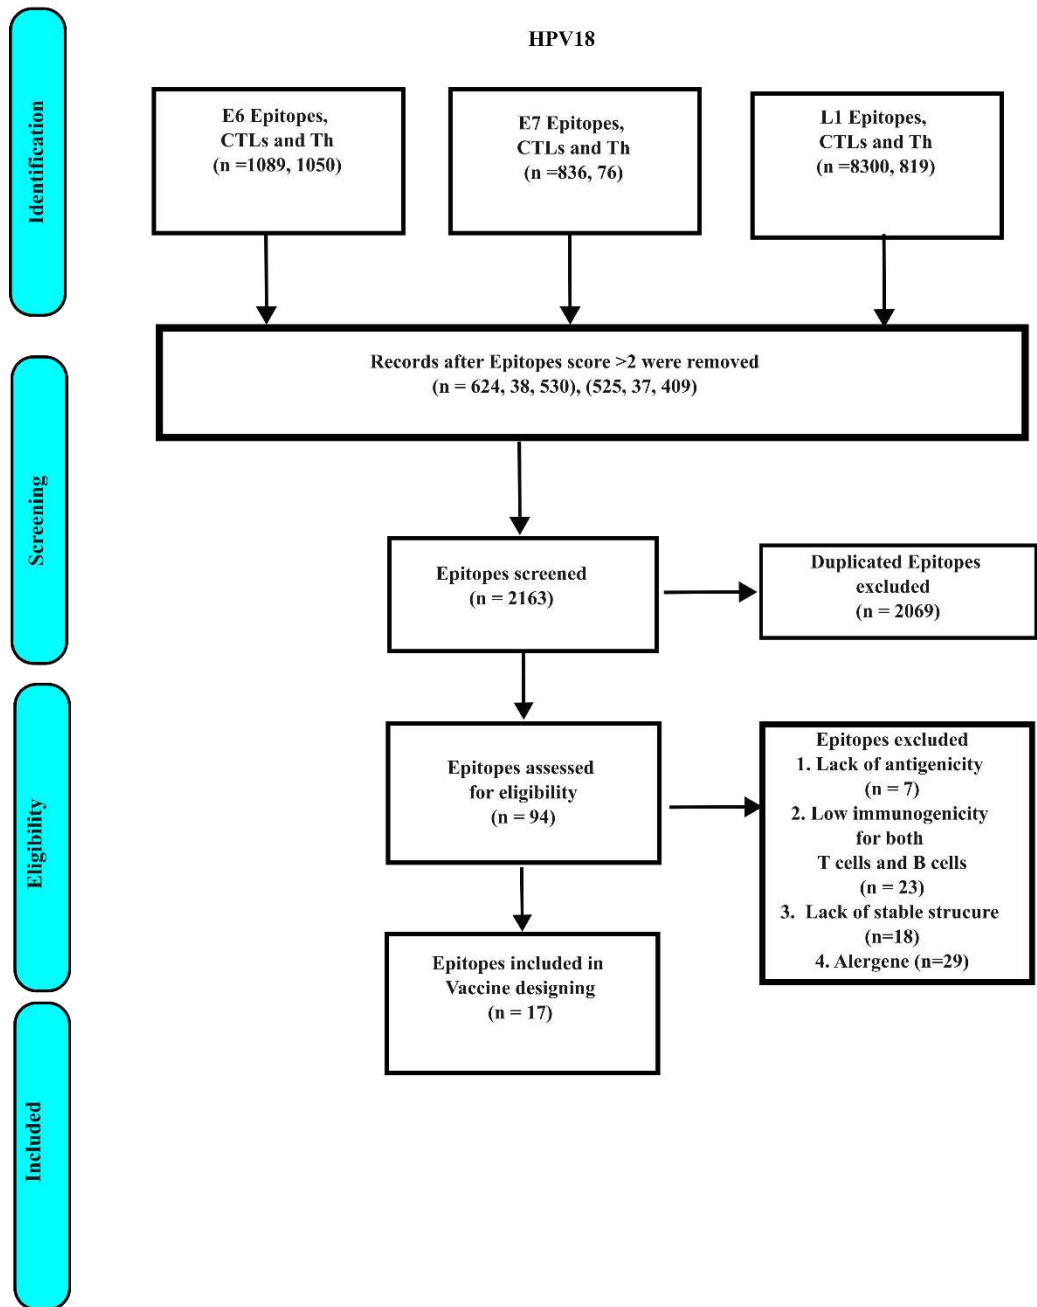 HPV18
Identification
E6 Epitopes,
CTLs and Th
(n =1089, 1050)
E7 Epitopes,
CTLs and Th
(n =836, 76)
L1 Epitopes,
CTLs and Th
(n =8300, 819)
Records after Epitopes score >2 were removed
(n = 624, 38, 530), (525, 37, 409)
Screening
Epitopes screened
(n = 2163)
Duplicated Epitopes
excluded
(n = 2069)
Eligibility
Epitopes assessed
for eligibility
(n = 94)
Epitopes excluded
1. Lack of antigenicity
(n = 7)
2. Low immunogenicity
for both
T cells and B cells
(n = 23)
3. Lack of stable strucure
(n=18)
4. Alergene (n=29)
Epitopes included in
Vaccine designing
(n = 17)
Included